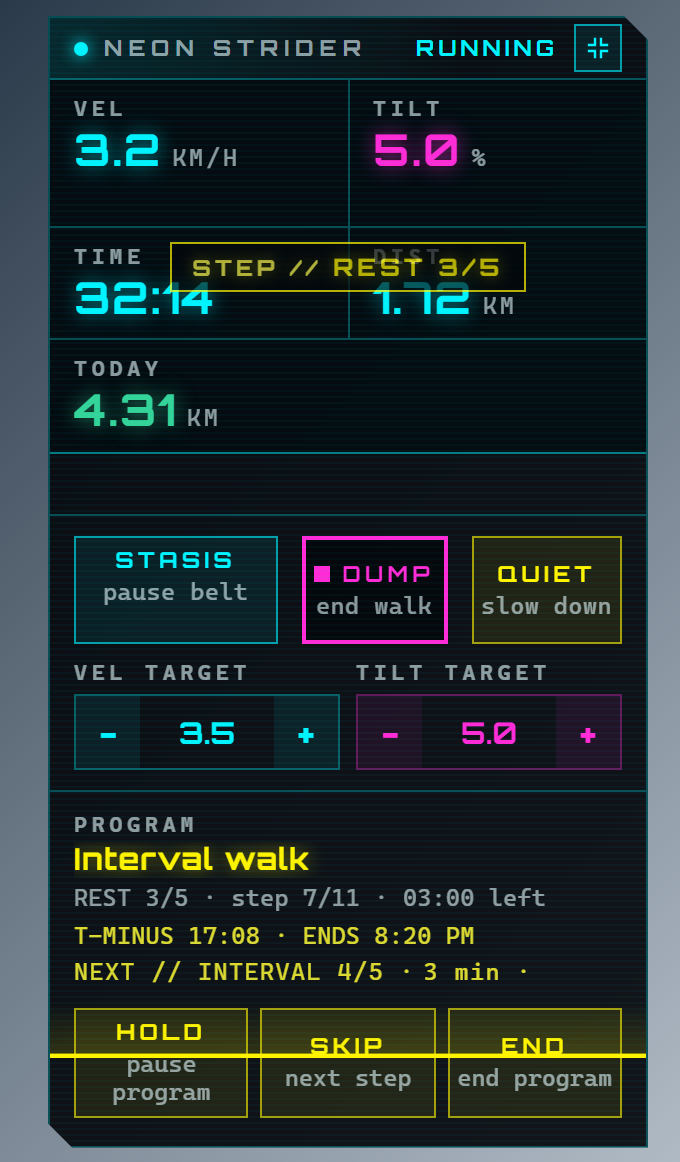 NEON STRIDER RUNNING
VEL TILT
3.2 KM/H 5.0 %
TIME DIST
STEP // REST 3/5
32:14 1.72 KM
TODAY
4.31 KM
STASIS DUMP QUIET
pause belt end walk slow down
VEL TARGET TILT TARGET
- 3.5 + - 5.0 +
PROGRAM
Interval walk
REST 3/5 · step 7/11 · 03:00 left
T−MINUS 17:08 · ENDS 8:20 PM
NEXT // INTERVAL 4/5 · 3 min ·
HOLD SKIP END
pause program next step end program